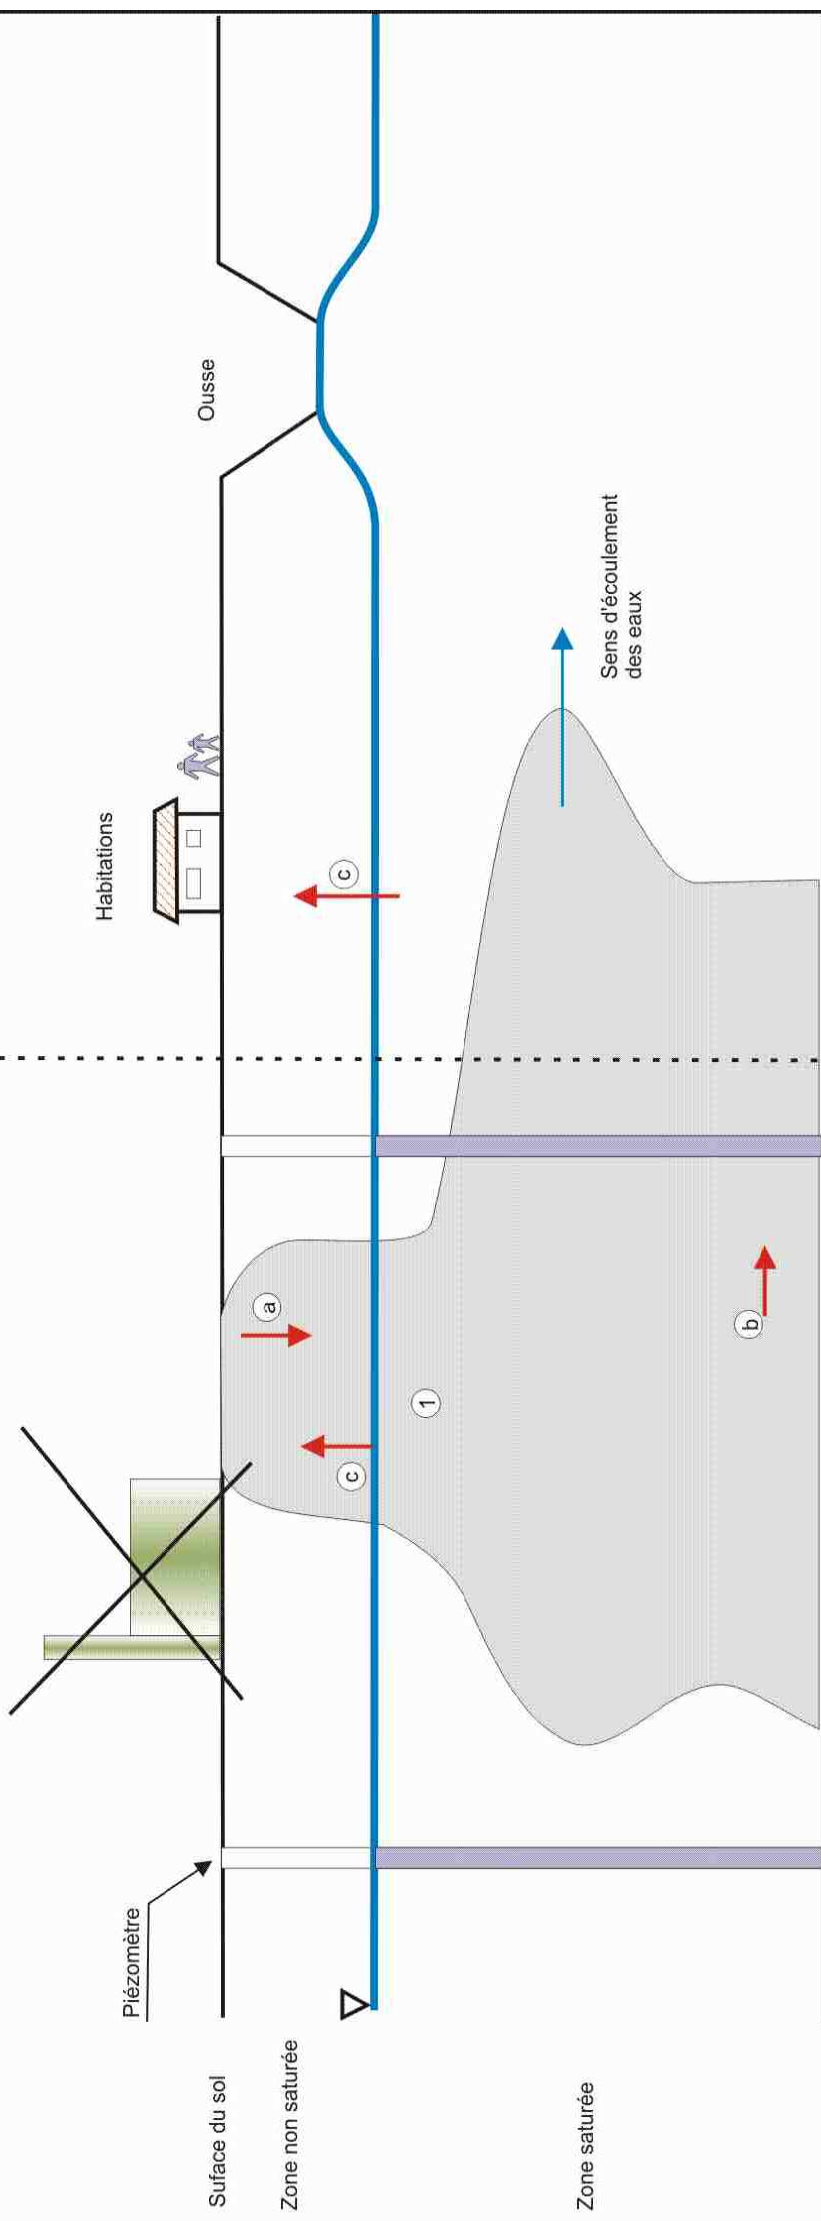 Piézomètre
Habitations
Ousse
Suface du sol
Zone non saturée
c
a
c
1
Sens d'écoulement
des eaux
b
Zone saturée